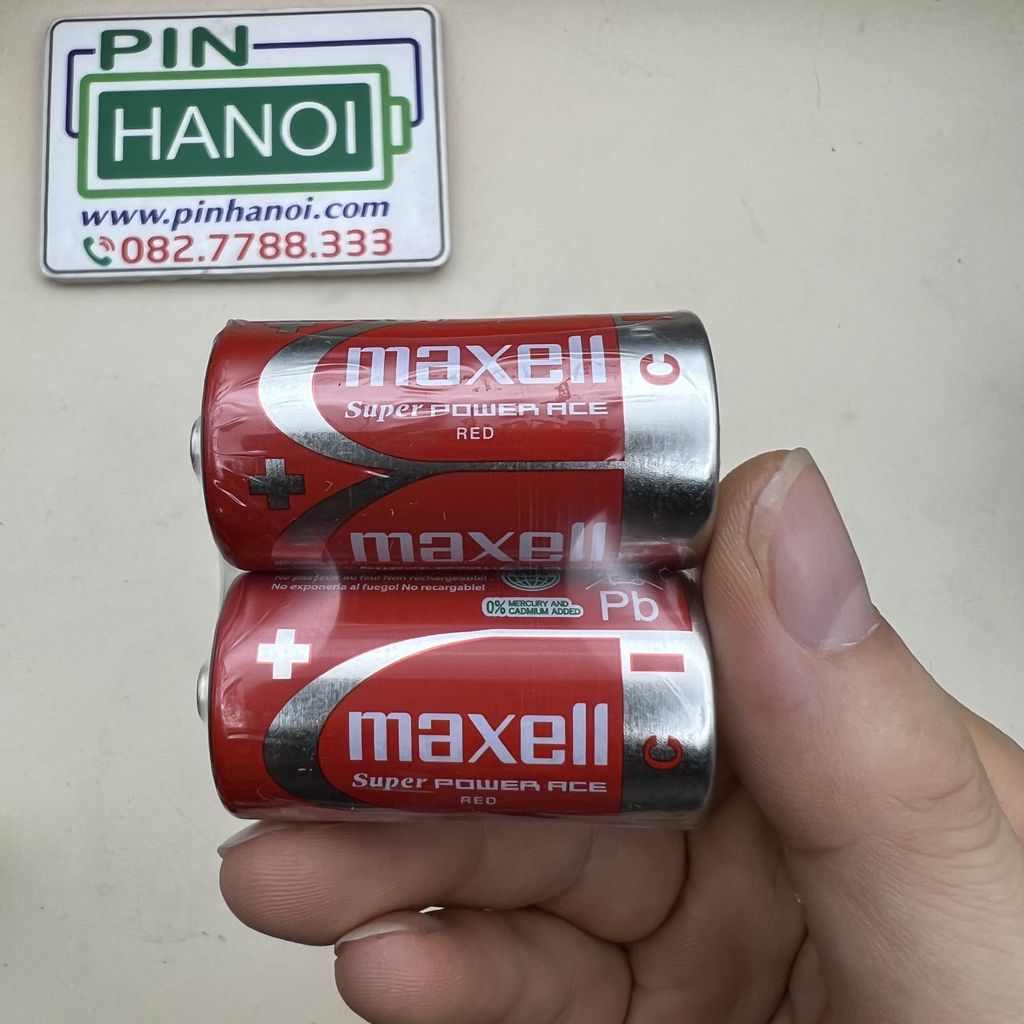 PIN
HANOI
www.pinhanoi.com
082.7788.333
maxell
Super POWER ACE
RED
C
+
maxell
No exponerla al fuego! No recargable!
0% MERCURY AND
CADMIUM ADDED
Pb
+
-
maxell
Super POWER ACE
RED
C